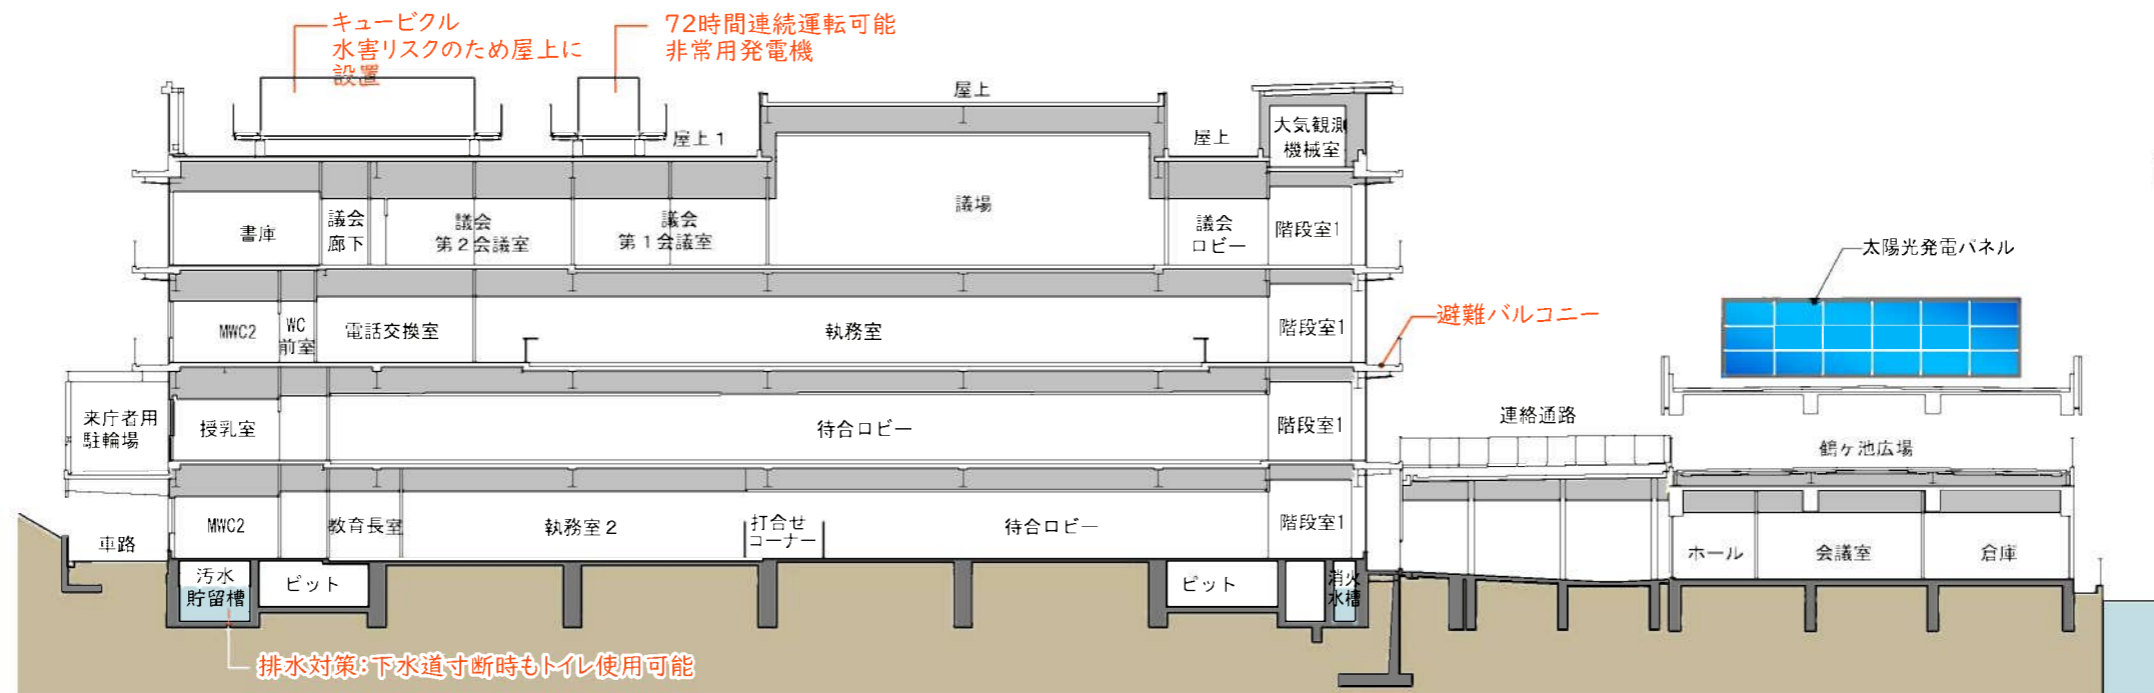 キュービクル
水害リスクのため屋上に
設置
72時間連続運転可能
非常用発電機
屋上
屋上1
屋上
大気観測
機械室
書庫
議会
廊下
議会
第2会議室
議会
第1会議室
議場
議会
ロビー
階段室1
太陽光発電パネル
MWC2
WC
前室
電話交換室
執務室
階段室1
避難バルコニー
来庁者用
駐輪場
授乳室
待合ロビー
階段室1
連絡通路
鶴ヶ池広場
車路
MWC2
教育長室
執務室2
打合せ
コーナー
待合ロビー
階段室1
ホール
会議室
倉庫
汚水
貯留槽
ピット
ピット
消火
水槽
排水対策:下水道寸断時もトイレ使用可能